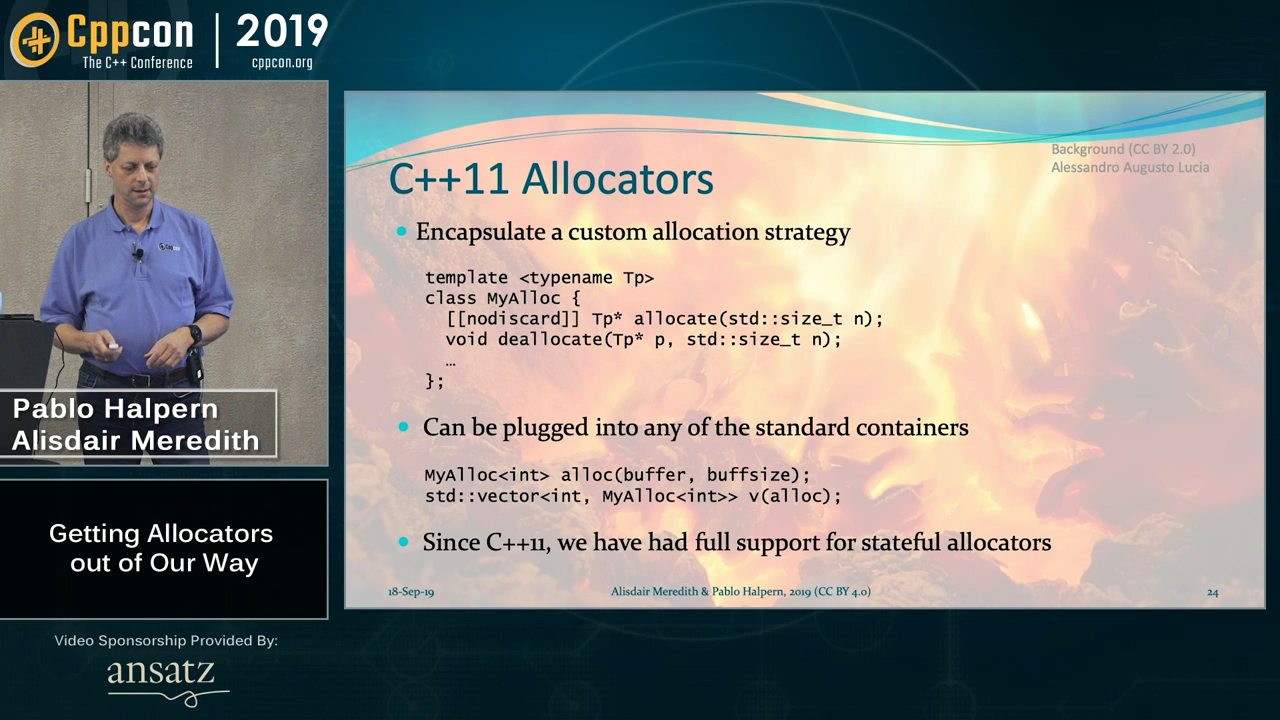 Cppcon
The C++ Conference
2019
cppcon.org
Background (CC BY 2.0)
Alessandro Augusto Lucia
C++11 Allocators
• Encapsulate a custom allocation strategy
template <typename Tp>
class MyAlloc {
[[nodiscard]] Tp* allocate(std::size_t n);
void deallocate(Tp* p, std::size_t n);
…
};
• Can be plugged into any of the standard containers
MyAlloc<int> alloc(buffer, buffsize);
std::vector<int, MyAlloc<int>> v(alloc);
• Since C++11, we have had full support for stateful allocators
18-Sep-19
Alisdair Meredith & Pablo Halpern, 2019 (CC BY 4.0)
24
Pablo Halpern
Alisdair Meredith
Getting Allocators
out of Our Way
Video Sponsorship Provided By:
ansatz